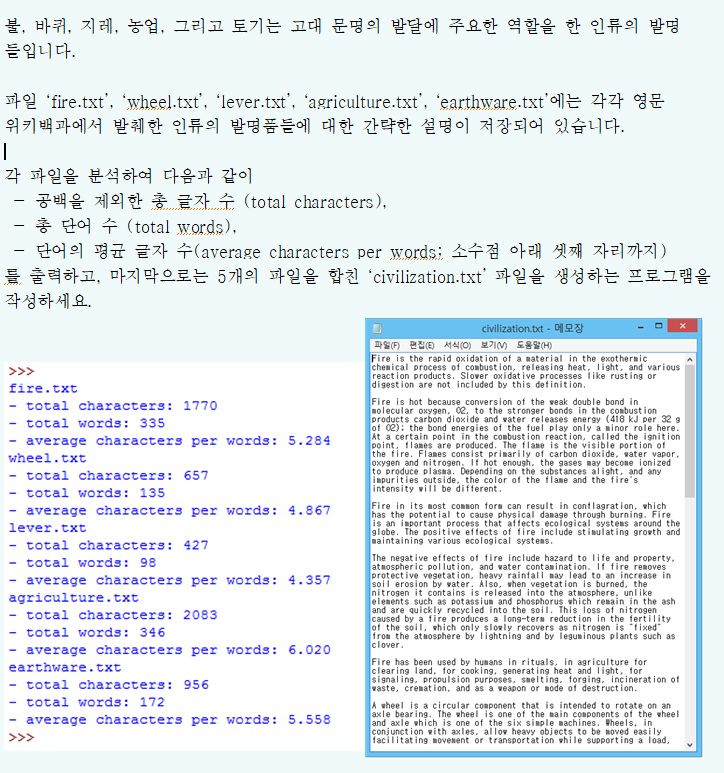 불, 바퀴, 지레, 농업, 그리고 토기는 고대 문명의 발달에 주요한 역할을 한 인류의 발명
들입니다.
파일 ‘fire.txt’, ‘wheel.txt’, ‘lever.txt’, ‘agriculture.txt’, ‘earthware.txt’에는 각각 영문
위키백과에서 발췌한 인류의 발명품들에 대한 간략한 설명이 저장되어 있습니다.
각 파일을 분석하여 다음과 같이
- 공백을 제외한 총 글자 수 (total characters),
- 총 단어 수 (total words),
- 단어의 평균 글자 수(average characters per words; 소수점 아래 셋째 자리까지)
를 출력하고, 마지막으로는 5개의 파일을 합친 ‘civilization.txt’ 파일을 생성하는 프로그램을
작성하세요.
>>>
fire.txt
- total characters: 1770
- total words: 335
- average characters per words: 5.284
wheel.txt
- total characters: 657
- total words: 135
- average characters per words: 4.867
lever.txt
- total characters: 427
- total words: 98
- average characters per words: 4.357
agriculture.txt
- total characters: 2083
- total words: 346
- average characters per words: 6.020
earthware.txt
- total characters: 956
- total words: 172
- average characters per words: 5.558
>>>
civilization.txt - 메모장
파일(F) 편집(E) 서식(O) 보기(V) 도움말(H)
Fire is the rapid oxidation of a material in the exothermic
chemical process of combustion, releasing heat, light, and various
reaction products. Slower oxidative processes like rusting or
digestion are not included by this definition.
Fire is hot because conversion of the weak double bond in
molecular oxygen, O2, to the stronger bonds in the combustion
products carbon dioxide and water releases energy (418 kJ per 32 g
of O2); the bond energies of the fuel play only a minor role here.
At a certain point in the combustion reaction, called the ignition
point, flames are produced. The flame is the visible portion of
the fire. Flames consist primarily of carbon dioxide, water vapor,
oxygen and nitrogen. If hot enough, the gases may become ionized
to produce plasma. Depending on the substances alight, and any
impurities outside, the color of the flame and the fire's
intensity will be different.
Fire in its most common form can result in conflagration, which
has the potential to cause physical damage through burning. Fire
is an important process that affects ecological systems around the
globe. The positive effects of fire include stimulating growth and
maintaining various ecological systems.
The negative effects of fire include hazard to life and property,
atmospheric pollution, and water contamination. If fire removes
protective vegetation, heavy rainfall may lead to an increase in
soil erosion by water. Also, when vegetation is burned, the
nitrogen it contains is released into the atmosphere, unlike
elements such as potassium and phosphorus which remain in the ash
and are quickly recycled into the soil. This loss of nitrogen
caused by a fire produces a long-term reduction in the fertility
of the soil, which only slowly recovers as nitrogen is "fixed"
from the atmosphere by lightning and by leguminous plants such as
clover.
Fire has been used by humans in rituals, in agriculture for
clearing land, for cooking, generating heat and light, for
signaling, propulsion purposes, smelting, forging, incineration of
waste, cremation, and as a weapon or mode of destruction.
A wheel is a circular component that is intended to rotate on an
axle bearing. The wheel is one of the main components of the wheel
and axle which is one of the six simple machines. Wheels, in
conjunction with axles, allow heavy objects to be moved easily
facilitating movement or transportation while supporting a load,